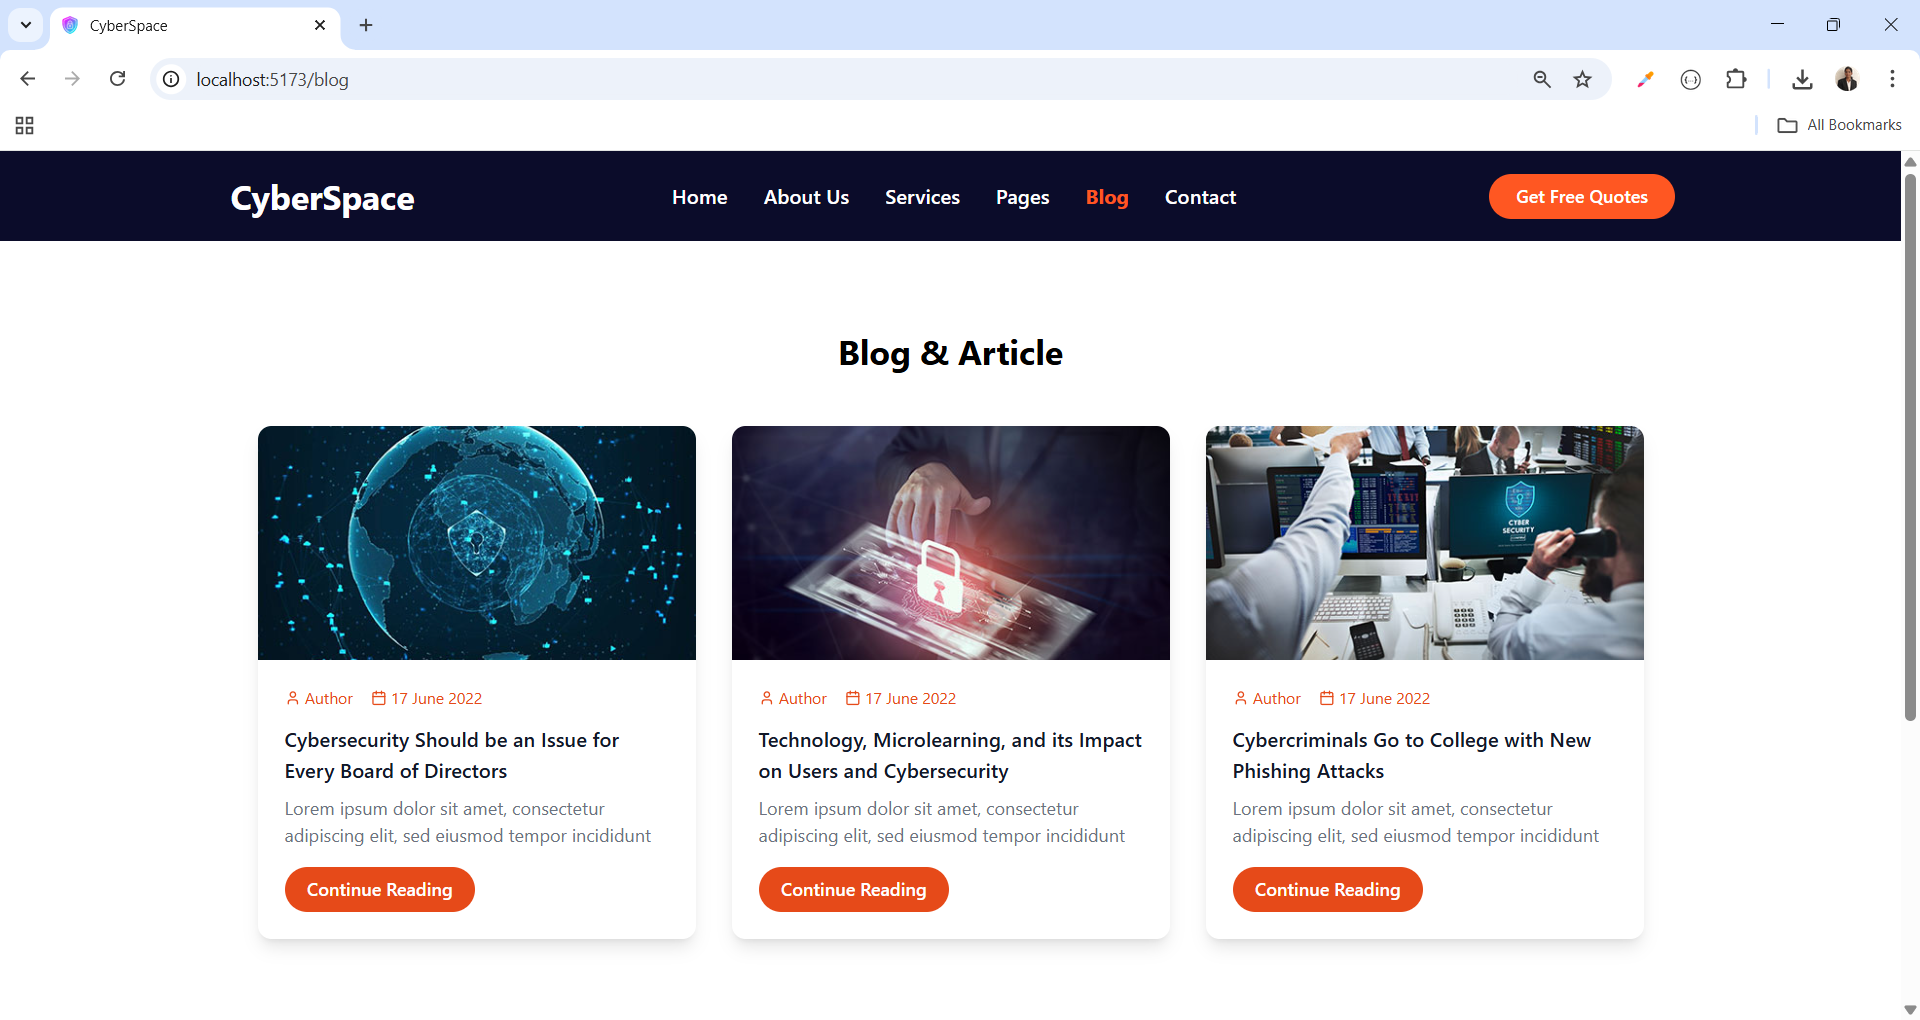 CyberSpace
localhost:5173/blog
All Bookmarks
CyberSpace
Home
About Us
Services
Pages
Blog
Contact
Get Free Quotes
Blog & Article
CYBER
SECURITY
Author
17 June 2022
Cybersecurity Should be an Issue for
Every Board of Directors
Lorem ipsum dolor sit amet, consectetur
adipiscing elit, sed eiusmod tempor incididunt
Continue Reading
Author
17 June 2022
Technology, Microlearning, and its Impact
on Users and Cybersecurity
Lorem ipsum dolor sit amet, consectetur
adipiscing elit, sed eiusmod tempor incididunt
Continue Reading
Author
17 June 2022
Cybercriminals Go to College with New
Phishing Attacks
Lorem ipsum dolor sit amet, consectetur
adipiscing elit, sed eiusmod tempor incididunt
Continue Reading